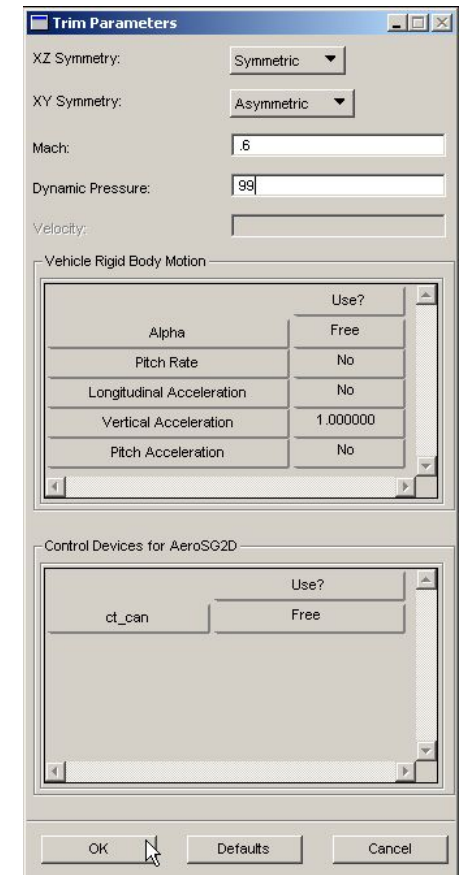 Trim Parameters
XZ Symmetry: Symmetric
XY Symmetry: Asymmetric
Mach: .6
Dynamic Pressure: 99
Velocity:
Vehicle Rigid Body Motion
Use?
Alpha Free
Pitch Rate No
Longitudinal Acceleration No
Vertical Acceleration 1.000000
Pitch Acceleration No
Control Devices for AeroSG2D
Use?
ct_can Free
OK Defaults Cancel